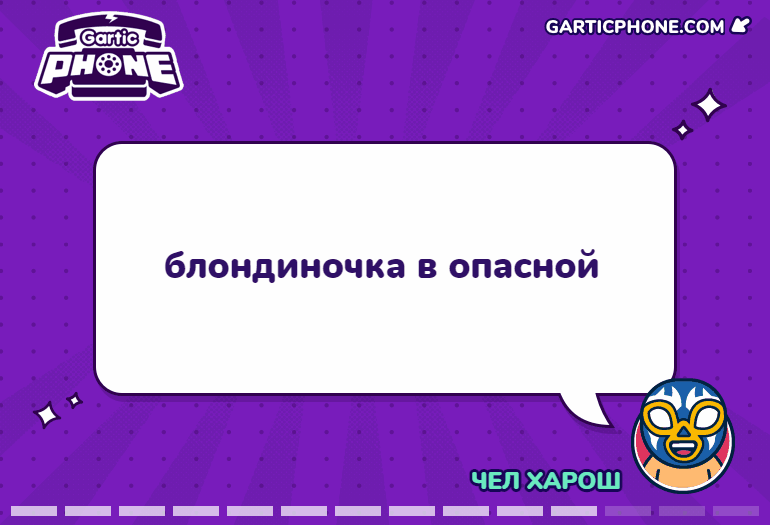 Gartic
PHONE
GARTICPHONE.COM
блондиночка в опасной
ЧЕЛ ХАРОШ